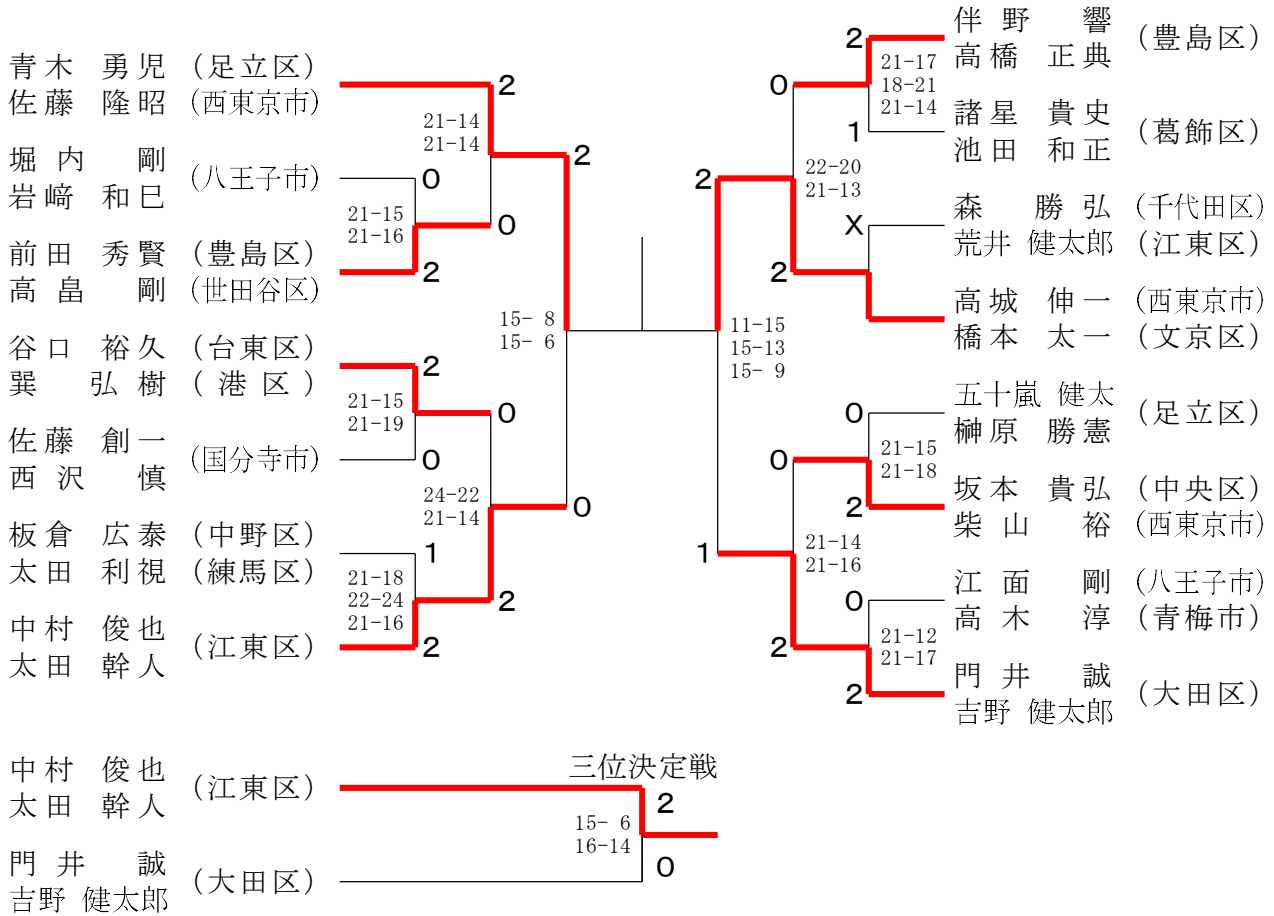 青木 勇児 (足立区)
佐藤 隆昭 (西東京市)
2
21-14
21-14
2
堀内 剛
岩﨑 和巳
(八王子市)
0
21-15
21-16
0
前田 秀賢 (豊島区)
高畠 剛 (世田谷区)
2
15- 8
15- 6
谷口 裕久 (台東区)
巽 弘樹 (港区)
2
21-15
21-19
0
佐藤 創一
西沢 慎
(国分寺市)
0
24-22
21-14
0
板倉 広泰 (中野区)
太田 利視 (練馬区)
1
21-18
22-24
21-16
2
中村 俊也
太田 幹人
(江東区)
2
伴野 響
高橋 正典
(豊島区)
2
21-17
18-21
21-14
0
諸星 貴史
池田 和正
(葛飾区)
1
22-20
21-13
2
森 勝弘 (千代田区)
荒井 健太郎 (江東区)
X
2
高城 伸一 (西東京市)
橋本 太一 (文京区)
11-15
15-13
15- 9
五十嵐 健太
榊原 勝憲
(足立区)
0
21-15
21-18
0
坂本 貴弘 (中央区)
柴山 裕 (西東京市)
2
21-14
21-16
1
江面 剛 (八王子市)
高木 淳 (青梅市)
0
21-12
21-17
2
門井 誠
吉野 健太郎
(大田区)
2
三位決定戦
中村 俊也
太田 幹人
(江東区)
2
15- 6
16-14
0
門井 誠
吉野 健太郎
(大田区)